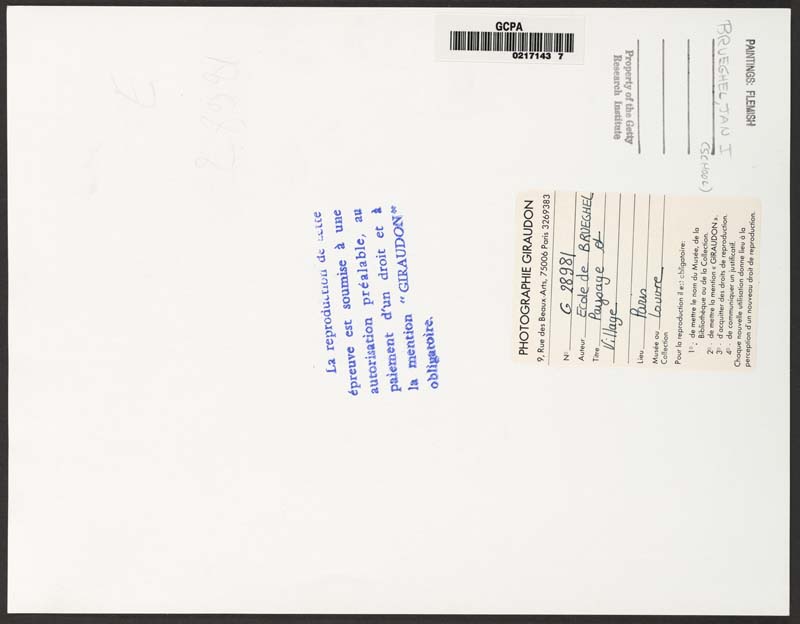 GCPA
0217143 7
PAINTINGS: FLEMISH
BRUEGHEL, JAN I
(SCHOOL)
Property of the Getty
Research Institute
PHOTOGRAPHIE GIRAUDON
9, Rue des Beaux Arts, 75006 Paris 3269383
N° G 28981
Auteur Ecole de BRUEGHEL
Titre Paysage et
Village
Lieu Paris
Musée ou Louvre
Collection
Pour la reproduction il est obligatoire:
1° - de mettre le nom du Musée, de la
Bibliothèque ou de la Collection.
2° - de mettre la mention « GIRAUDON ».
3° - d'acquitter des droits de reproduction.
4° - de communiquer un justificatif.
Chaque nouvelle utilisation donne lieu à la
perception d'un nouveau droit de reproduction.
La reproduction de cette
épreuve est soumise à une
autorisation préalable, au
paiement d'un droit et à
la mention "GIRAUDON"
obligatoire.